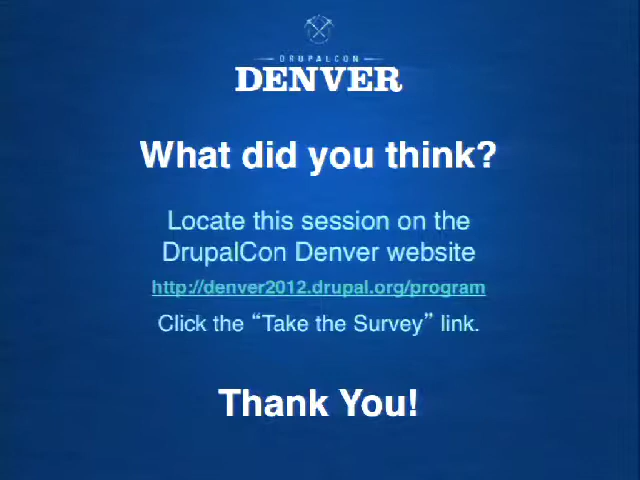 DRUPALCON
DENVER
What did you think?
Locate this session on the
DrupalCon Denver website
http://denver2012.drupal.org/program
Click the “Take the Survey” link.
Thank You!